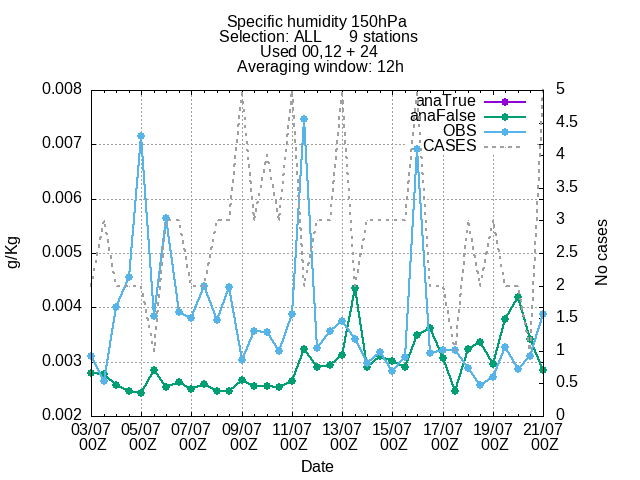 Specific humidity 150hPa
Selection: ALL      9 stations
Used 00,12 + 24
Averaging window: 12h
0.008
0.007
0.006
0.005
0.004
0.003
0.002
g/Kg
anaTrue
anaFalse
OBS
CASES
5
4.5
4
3.5
3
2.5
2
1.5
1
0.5
0
No cases
03/07 05/07 07/07 09/07 11/07 13/07 15/07 17/07 19/07 21/07
00Z 00Z 00Z 00Z 00Z 00Z 00Z 00Z 00Z 00Z
Date